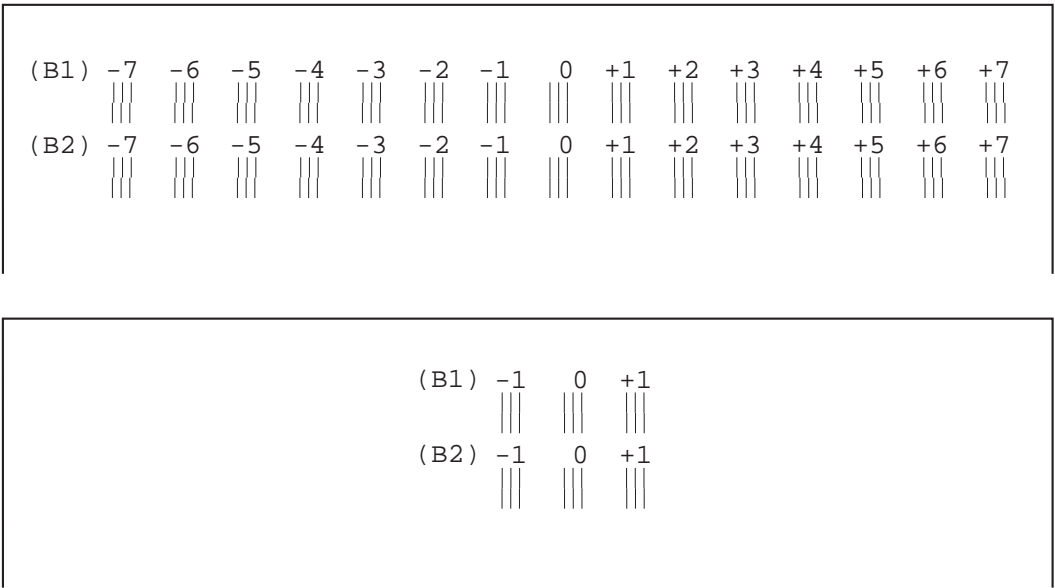 (B1) -7 -6 -5 -4 -3 -2 -1 0 +1 +2 +3 +4 +5 +6 +7
(B2) -7 -6 -5 -4 -3 -2 -1 0 +1 +2 +3 +4 +5 +6 +7
(B1) -1 0 +1
(B2) -1 0 +1